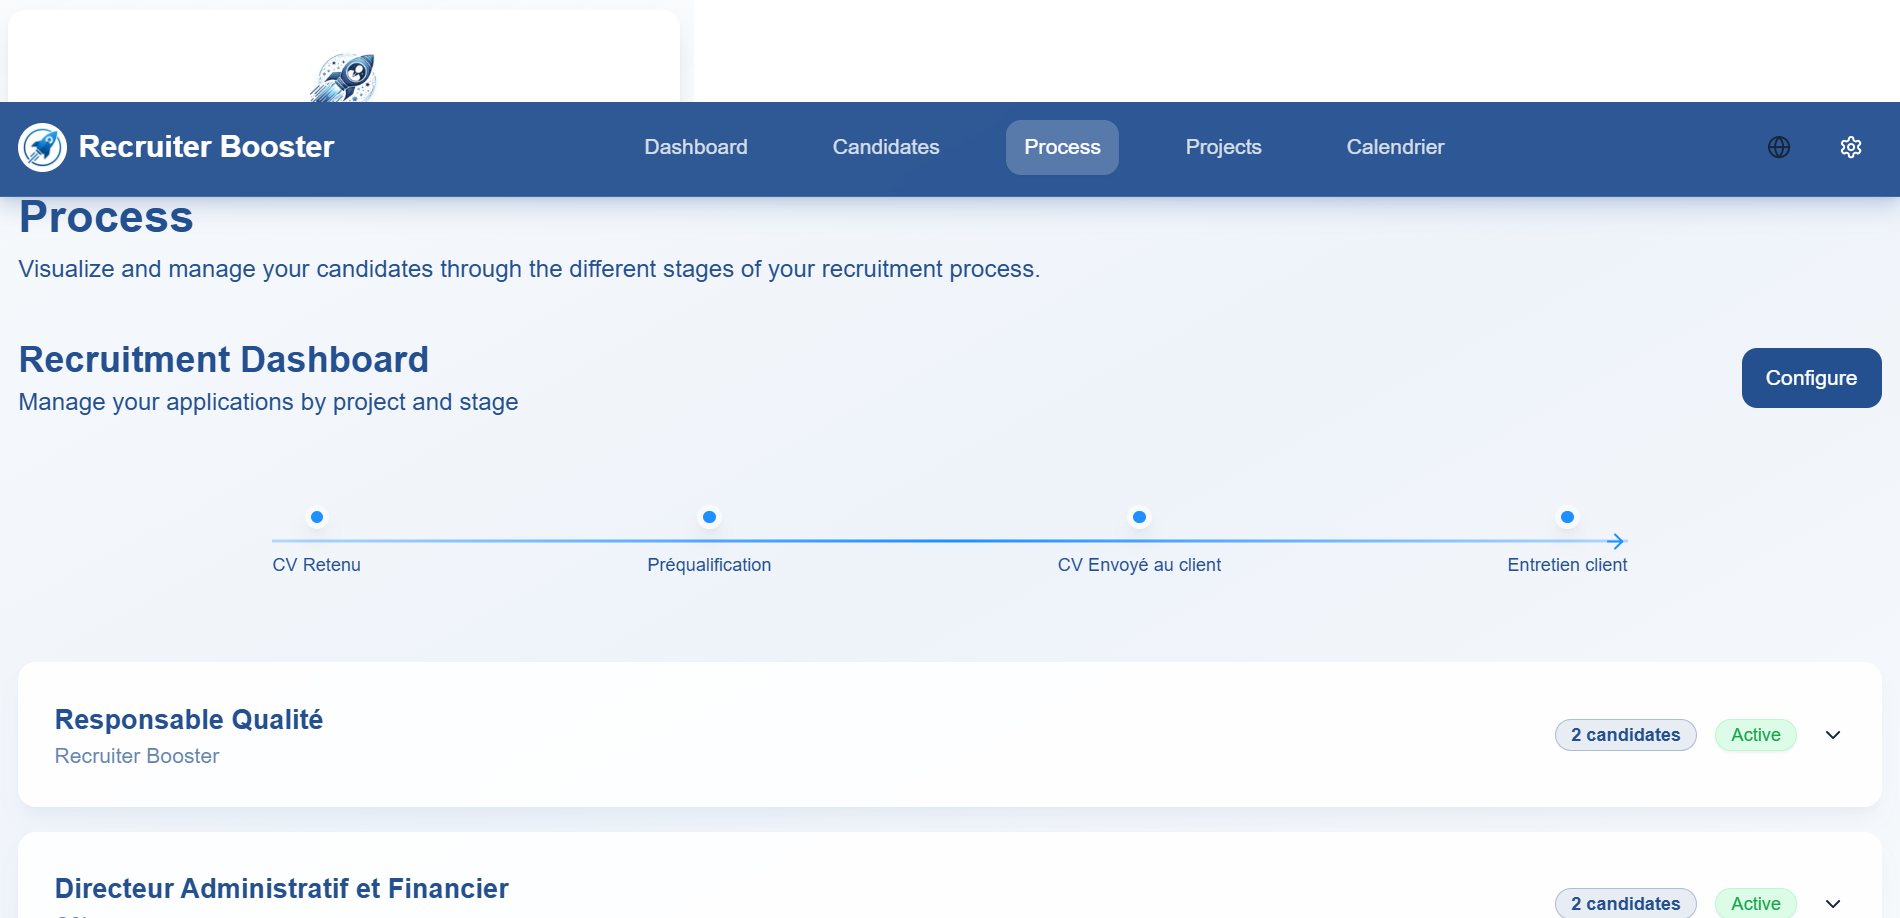 Recruiter Booster
Dashboard
Candidates
Process
Projects
Calendrier
Process
Visualize and manage your candidates through the different stages of your recruitment process.
Recruitment Dashboard
Manage your applications by project and stage
Configure
CV Retenu
Préqualification
CV Envoyé au client
Entretien client
Responsable Qualité
Recruiter Booster
2 candidates
Active
Directeur Administratif et Financier
2 candidates
Active